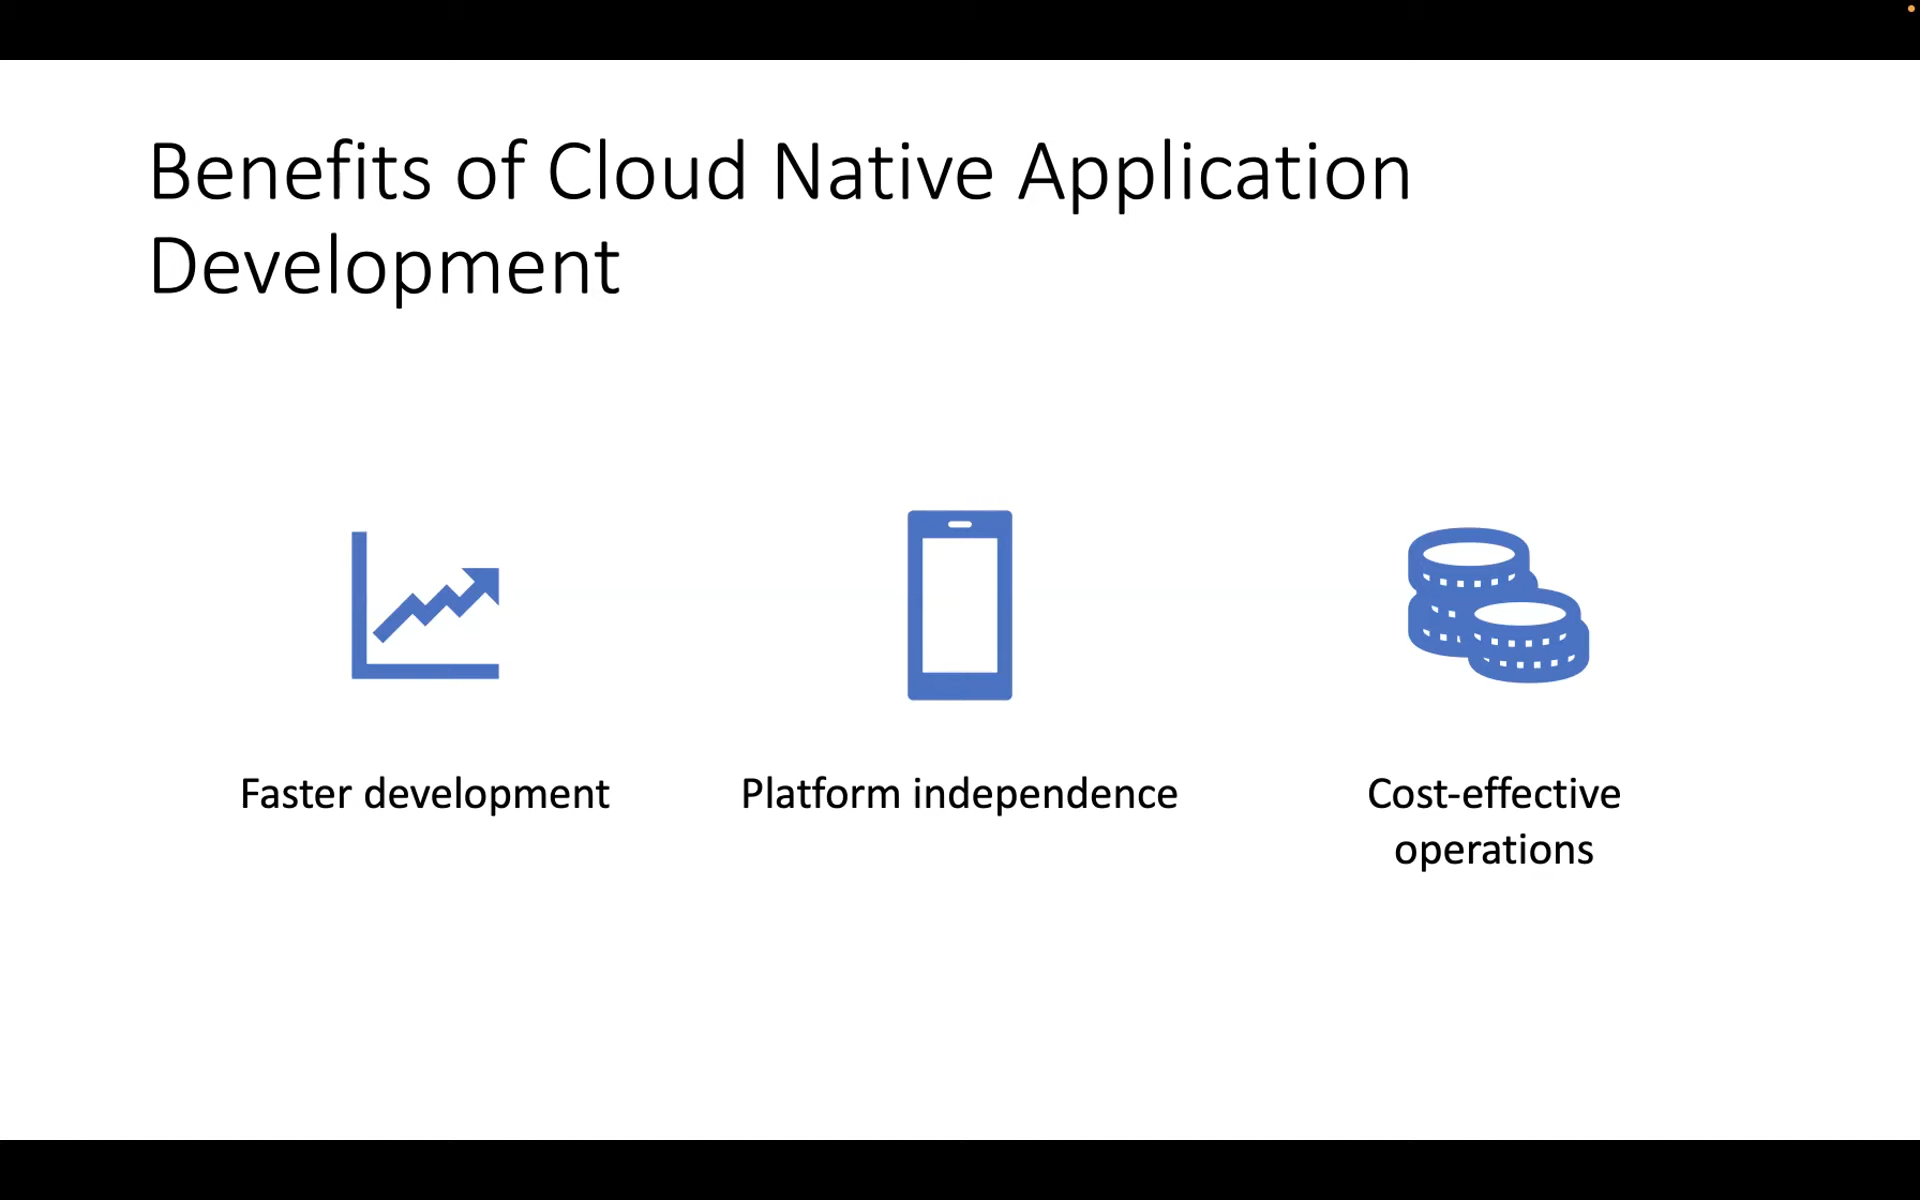 Benefits of Cloud Native Application
Development
Faster development
Platform independence
Cost-effective
operations